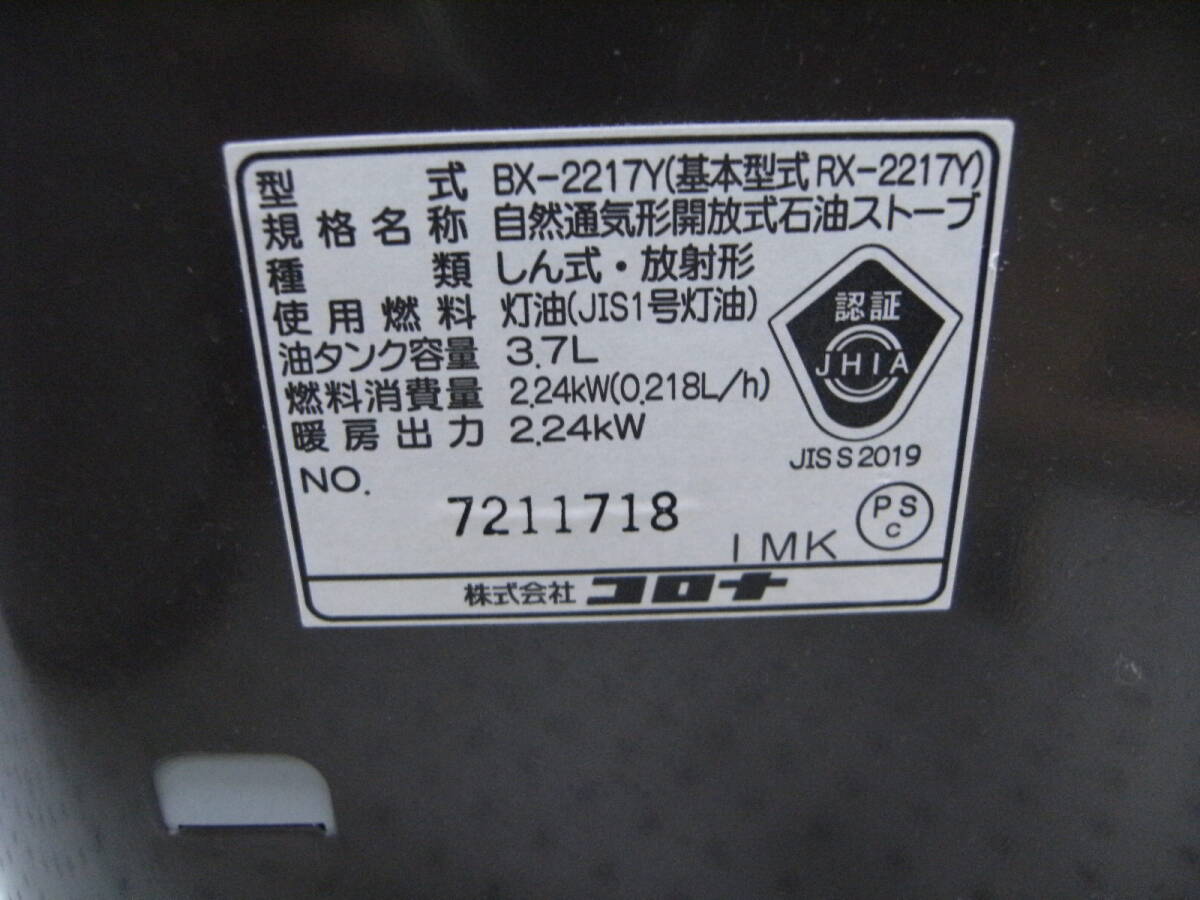 型式 BX-2217Y(基本型式 RX-2217Y)
規格名称 自然通気形開放式石油ストーブ
種類 しん式・放射形
使用燃料 灯油(JIS1号灯油)
油タンク容量 3.7L
燃料消費量 2.24kW(0.218L/h)
暖房出力 2.24kW
認証
JHIA
JIS S 2019
NO.
7211718
PS
C
1MK
株式会社 コロナ